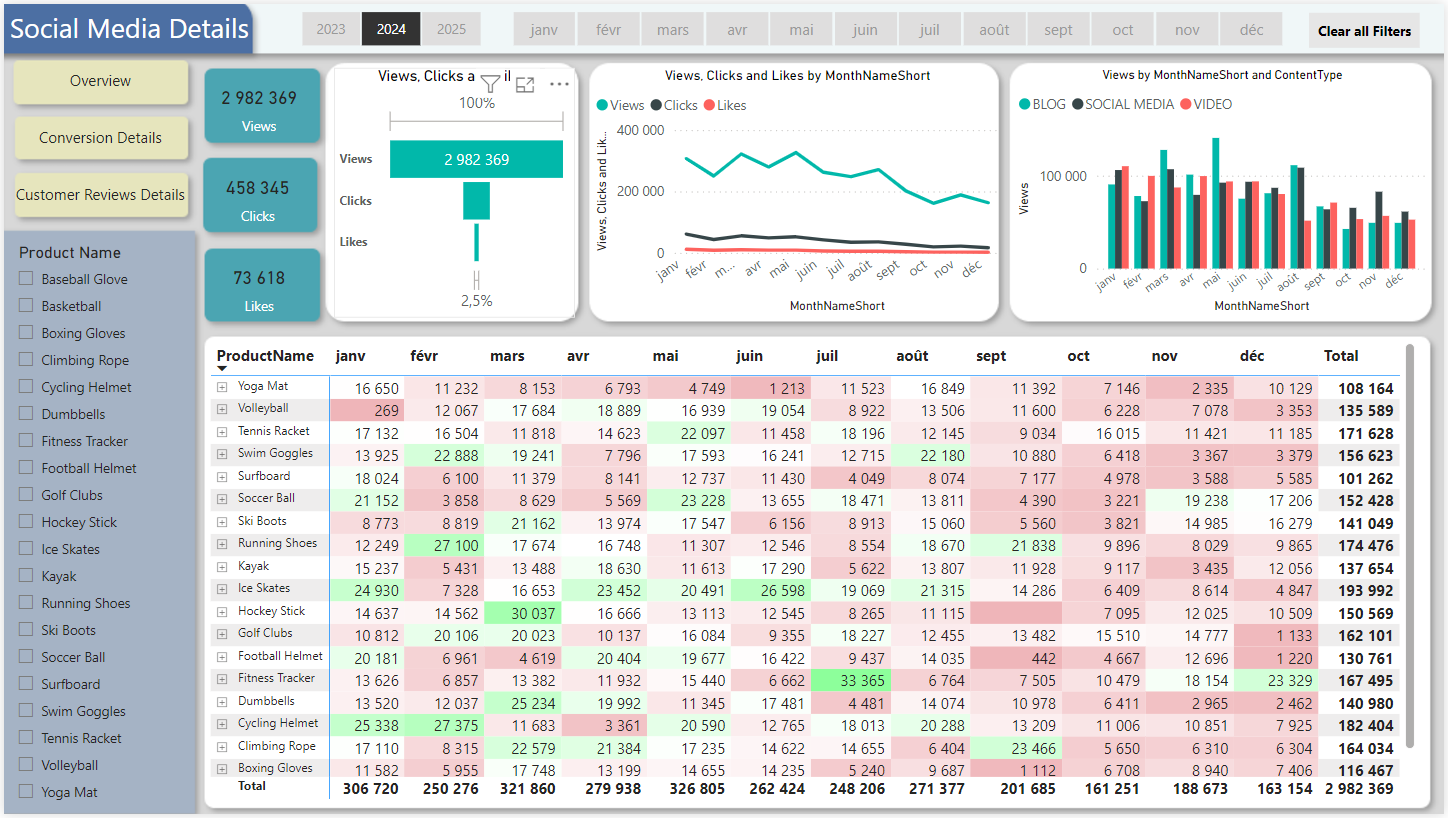 Social Media Details
2023 2024 2025 janv févr mars avr mai juin juil août sept oct nov déc Clear all Filters
Overview
Conversion Details
Customer Reviews Details
2 982 369
Views
458 345
Clicks
73 618
Likes
Views, Clicks a
100%
Views 2 982 369
Clicks
Likes
2,5%
Views, Clicks and Likes by MonthNameShort
Views Clicks Likes
Views, Clicks and Lik...
400 000
200 000
0
janv févr m... avr mai juin juil août sept oct nov déc
MonthNameShort
Views by MonthNameShort and ContentType
BLOG SOCIAL MEDIA VIDEO
Views
100 000
0
janv févr mars avr mai juin juil août sept oct nov déc
MonthNameShort
Product Name
Baseball Glove
Basketball
Boxing Gloves
Climbing Rope
Cycling Helmet
Dumbbells
Fitness Tracker
Football Helmet
Golf Clubs
Hockey Stick
Ice Skates
Kayak
Running Shoes
Ski Boots
Soccer Ball
Surfboard
Swim Goggles
Tennis Racket
Volleyball
Yoga Mat
ProductName janv févr mars avr mai juin juil août sept oct nov déc Total
Yoga Mat 16 650 11 232 8 153 6 793 4 749 1 213 11 523 16 849 11 392 7 146 2 335 10 129 108 164
Volleyball 269 12 067 17 684 18 889 16 939 19 054 8 922 13 506 11 600 6 228 7 078 3 353 135 589
Tennis Racket 17 132 16 504 11 818 14 623 22 097 11 458 18 196 12 145 9 034 16 015 11 421 11 185 171 628
Swim Goggles 13 925 22 888 19 241 7 796 17 593 16 241 12 715 22 180 10 880 6 418 3 367 3 379 156 623
Surfboard 18 024 6 100 11 379 8 141 12 737 11 430 4 049 8 074 7 177 4 978 3 588 5 585 101 262
Soccer Ball 21 152 3 858 8 629 5 569 23 228 13 655 18 471 13 811 4 390 3 221 19 238 17 206 152 428
Ski Boots 8 773 8 819 21 162 13 974 17 547 6 156 8 913 15 060 5 560 3 821 14 985 16 279 141 049
Running Shoes 12 249 27 100 17 674 16 748 11 307 12 546 8 554 18 670 21 838 9 896 8 029 9 865 174 476
Kayak 15 237 5 431 13 488 18 630 11 613 17 290 5 622 13 807 11 928 9 117 3 435 12 056 137 654
Ice Skates 24 930 7 328 16 653 23 452 20 491 26 598 19 069 21 315 14 286 6 409 8 614 4 847 193 992
Hockey Stick 14 637 14 562 30 037 16 666 13 113 12 545 8 265 11 115 7 095 12 025 10 509 150 569
Golf Clubs 10 812 20 106 20 023 10 137 16 084 9 355 18 227 12 455 13 482 15 510 14 777 1 133 162 101
Football Helmet 20 181 6 961 4 619 20 404 19 677 16 422 9 437 14 035 442 4 667 12 696 1 220 130 761
Fitness Tracker 13 626 6 857 13 382 11 932 15 440 6 662 33 365 6 764 7 505 10 479 18 154 23 329 167 495
Dumbbells 13 520 12 037 25 234 19 992 11 345 17 481 4 481 14 074 10 978 6 411 2 965 2 462 140 980
Cycling Helmet 25 338 27 375 11 683 3 361 20 590 12 765 18 013 20 288 13 209 11 006 10 851 7 925 182 404
Climbing Rope 17 110 8 315 22 579 21 384 17 235 14 622 14 655 6 404 23 466 5 650 6 310 6 304 164 034
Boxing Gloves 11 582 5 955 17 748 13 199 14 655 14 235 5 240 9 687 1 112 6 708 8 940 7 406 116 467
Total 306 720 250 276 321 860 279 938 326 805 262 424 248 206 271 377 201 685 161 251 188 673 163 154 2 982 369